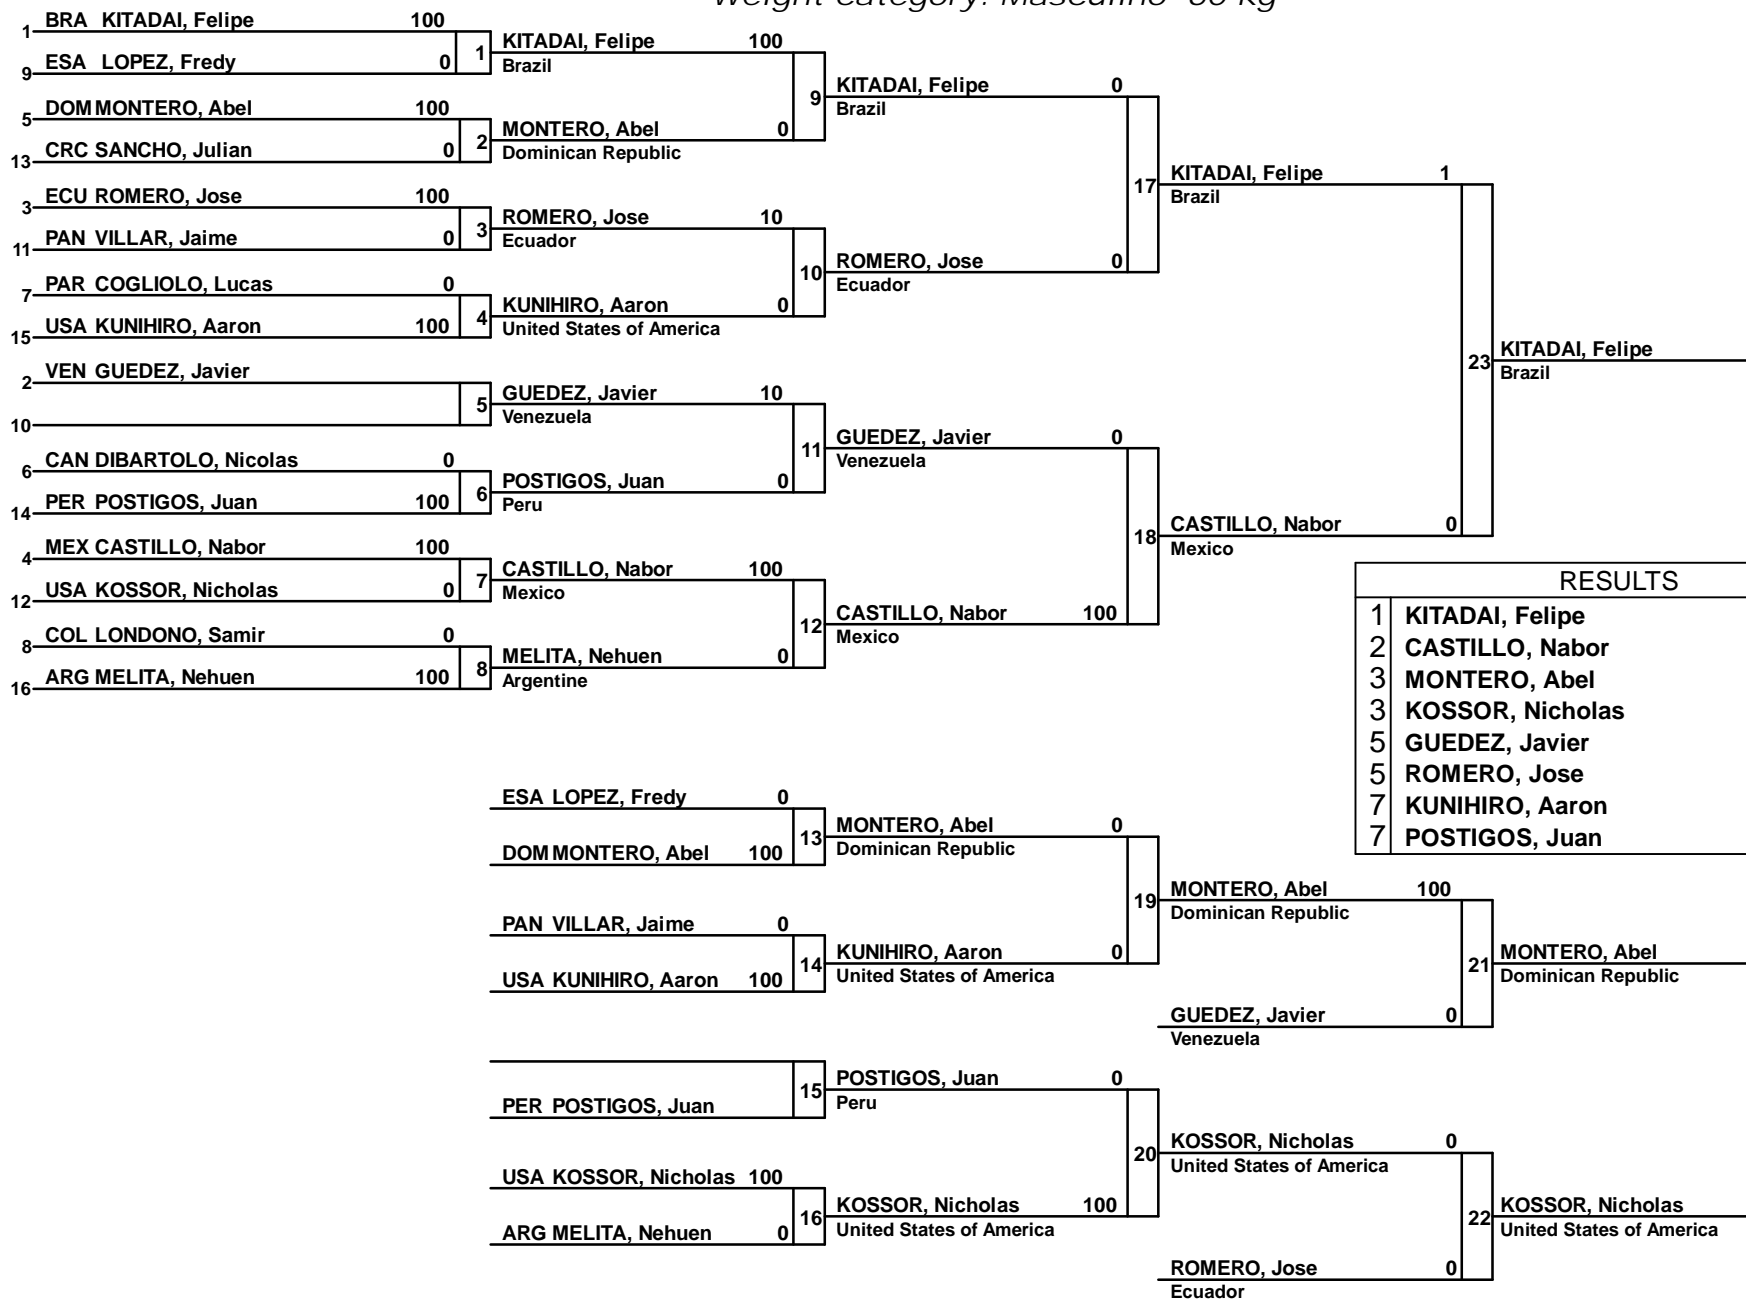 Weight category: Masculino -60 kg
1 BRA KITADAI, Felipe 100
9 ESA LOPEZ, Fredy 0
1
KITADAI, Felipe 100
Brazil
5 DOM MONTERO, Abel 100
13 CRC SANCHO, Julian 0
2
MONTERO, Abel 0
Dominican Republic
9
KITADAI, Felipe 0
Brazil
3 ECU ROMERO, Jose 100
11 PAN VILLAR, Jaime 0
3
ROMERO, Jose 10
Ecuador
7 PAR COGLIOLO, Lucas 0
15 USA KUNIHIRO, Aaron 100
4
KUNIHIRO, Aaron 0
United States of America
10
ROMERO, Jose 0
Ecuador
17
KITADAI, Felipe 1
Brazil
2 VEN GUEDEZ, Javier
10
5
GUEDEZ, Javier 10
Venezuela
6 CAN DIBARTOLO, Nicolas 0
14 PER POSTIGOS, Juan 100
6
POSTIGOS, Juan 0
Peru
11
GUEDEZ, Javier 0
Venezuela
4 MEX CASTILLO, Nabor 100
12 USA KOSSOR, Nicholas 0
7
CASTILLO, Nabor 100
Mexico
8 COL LONDONO, Samir 0
16 ARG MELITA, Nehuen 100
8
MELITA, Nehuen 0
Argentine
12
CASTILLO, Nabor 100
Mexico
18
CASTILLO, Nabor 0
Mexico
23
KITADAI, Felipe
Brazil
RESULTS
1 KITADAI, Felipe
2 CASTILLO, Nabor
3 MONTERO, Abel
3 KOSSOR, Nicholas
5 GUEDEZ, Javier
5 ROMERO, Jose
7 KUNIHIRO, Aaron
7 POSTIGOS, Juan
ESA LOPEZ, Fredy 0
DOM MONTERO, Abel 100
13
MONTERO, Abel 0
Dominican Republic
PAN VILLAR, Jaime 0
USA KUNIHIRO, Aaron 100
14
KUNIHIRO, Aaron 0
United States of America
19
MONTERO, Abel 100
Dominican Republic
GUEDEZ, Javier 0
Venezuela
21
MONTERO, Abel
Dominican Republic
PER POSTIGOS, Juan
15
POSTIGOS, Juan 0
Peru
USA KOSSOR, Nicholas 100
ARG MELITA, Nehuen 0
16
KOSSOR, Nicholas 100
United States of America
20
KOSSOR, Nicholas 0
United States of America
ROMERO, Jose 0
Ecuador
22
KOSSOR, Nicholas
United States of America